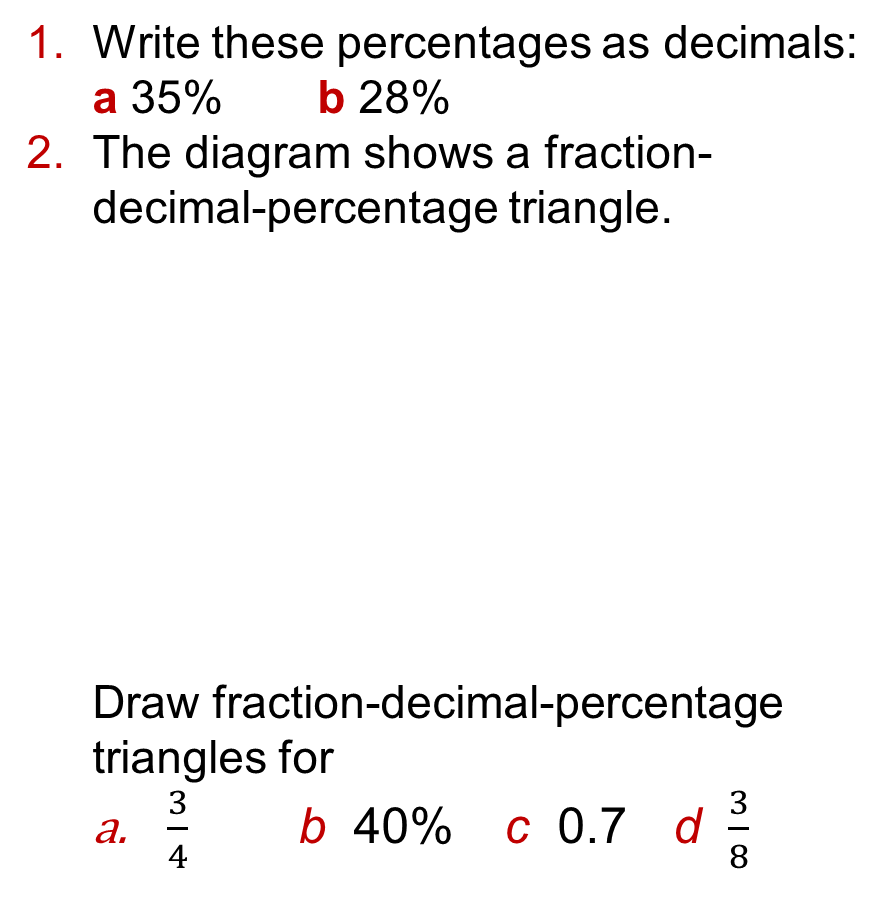 1. Write these percentages as decimals:
a 35% b 28%
2. The diagram shows a fraction-
decimal-percentage triangle.
Draw fraction-decimal-percentage
triangles for
a. 3/4 b 40% c 0.7 d 3/8